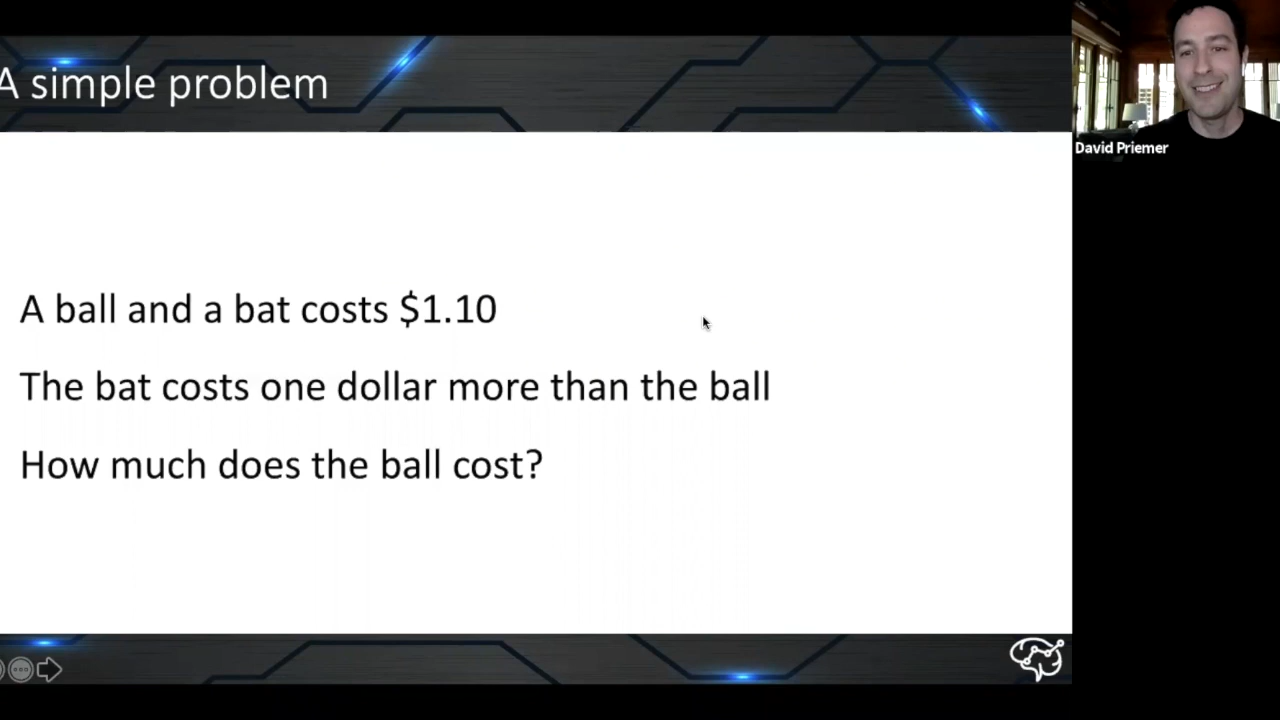 A simple problem
David Priemer
A ball and a bat costs $1.10
The bat costs one dollar more than the ball
How much does the ball cost?